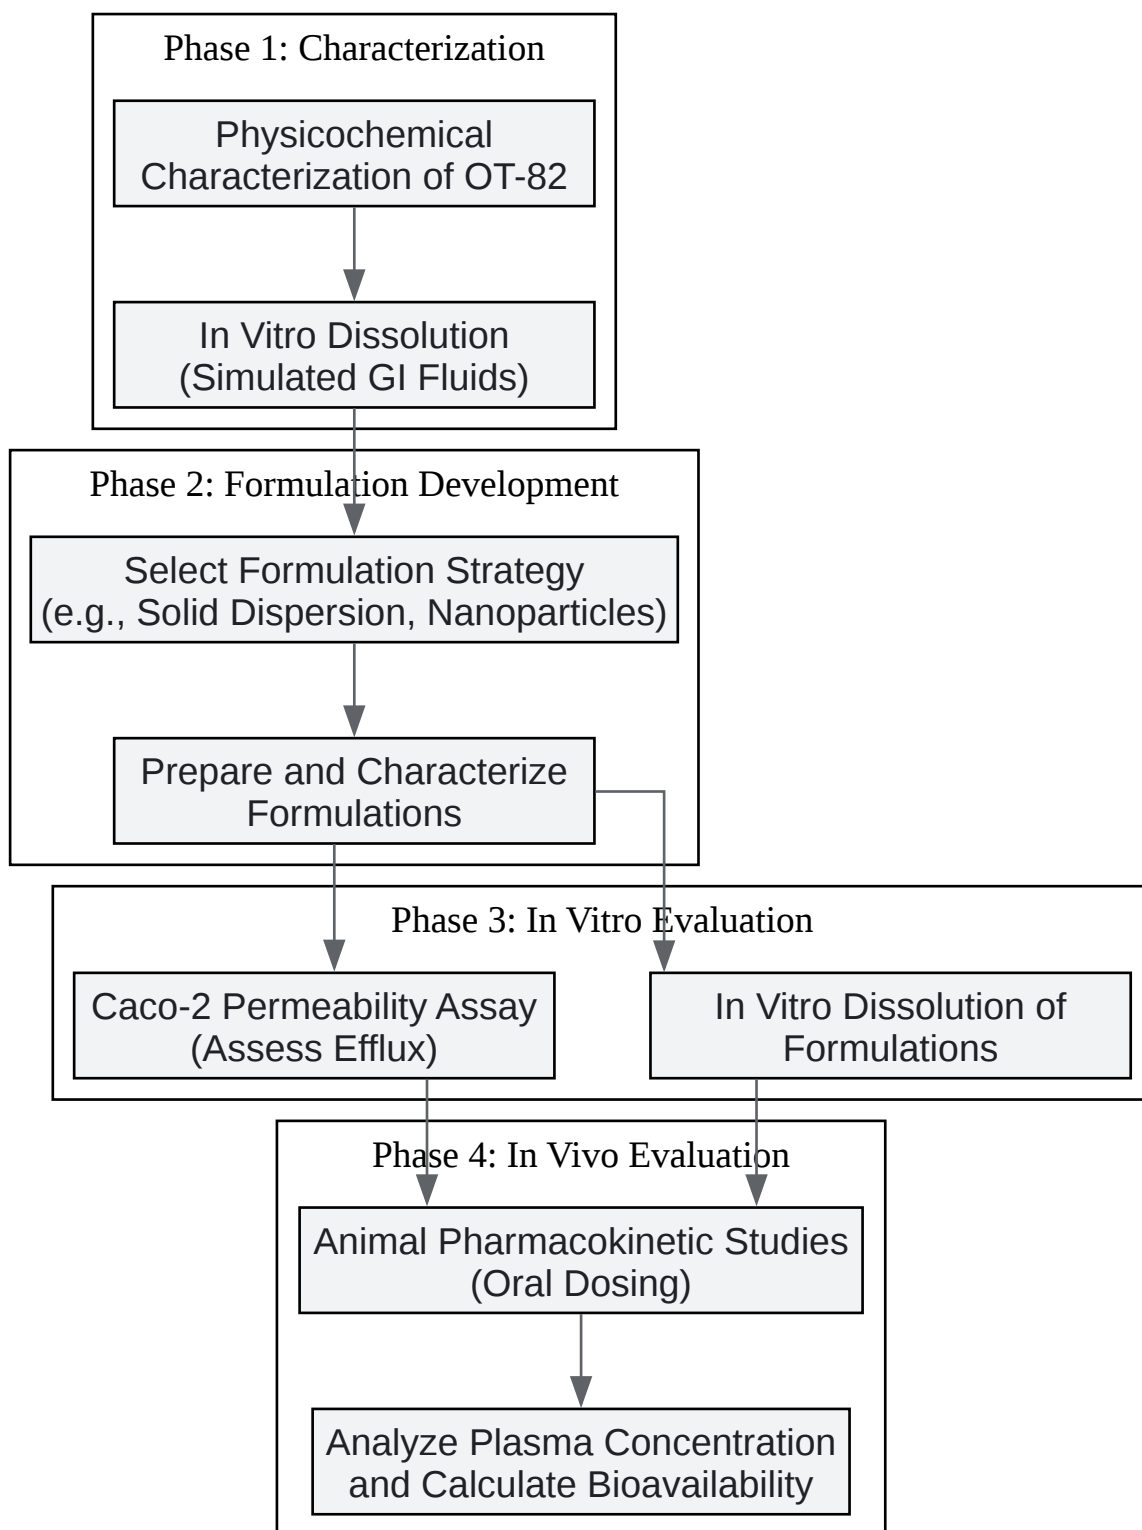 Phase 1: Characterization
Physicochemical
Characterization of OT-82
In Vitro Dissolution
(Simulated GI Fluids)
Phase 2: Formulation Development
Select Formulation Strategy
(e.g., Solid Dispersion, Nanoparticles)
Prepare and Characterize
Formulations
Phase 3: In Vitro Evaluation
Caco-2 Permeability Assay
(Assess Efflux)
In Vitro Dissolution of
Formulations
Phase 4: In Vivo Evaluation
Animal Pharmacokinetic Studies
(Oral Dosing)
Analyze Plasma Concentration
and Calculate Bioavailability